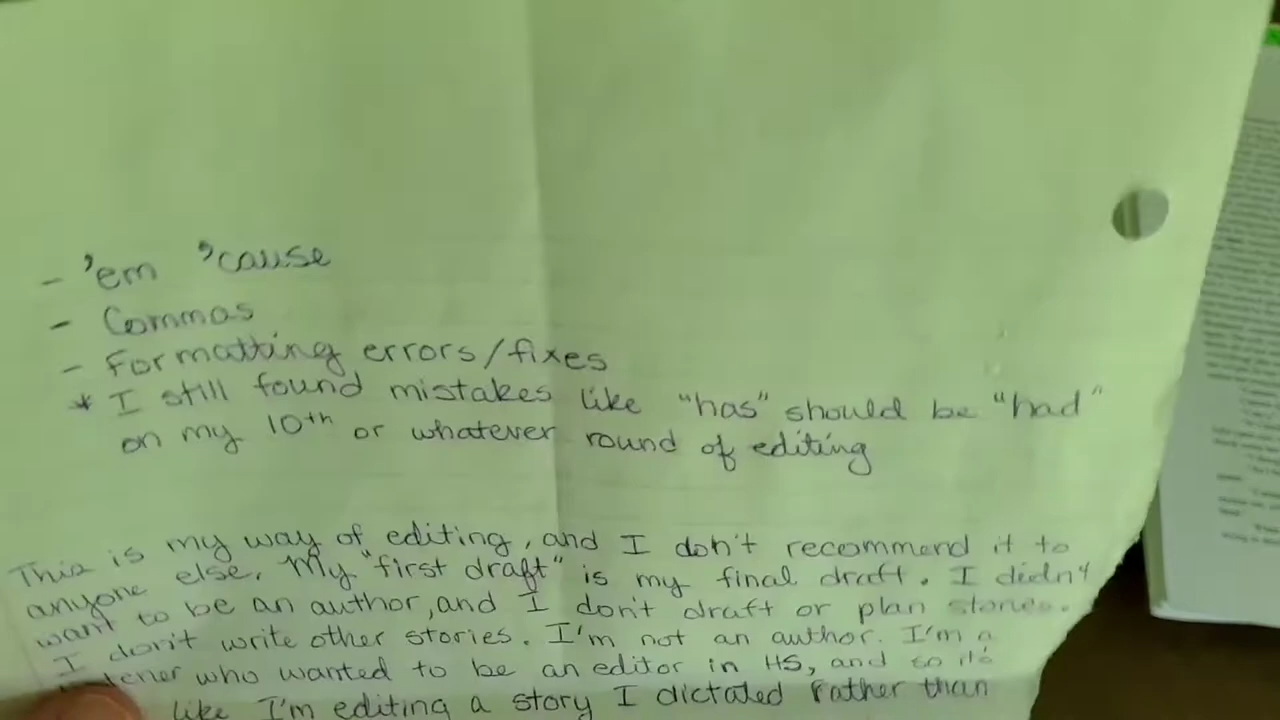 - 'em 'cause
- Commas
- Formatting errors/fixes
* I still found mistakes like "has" should be "had"
on my 10th or whatever round of editing
This is my way of editing, and I don't recommend it to
anyone else. My "first draft" is my final draft. I didn't
want to be an author, and I don't draft or plan stories.
I don't write other stories. I'm not an author. I'm a
who wanted to be an editor in HS, and so it's
like I'm editing a story I dictated rather than